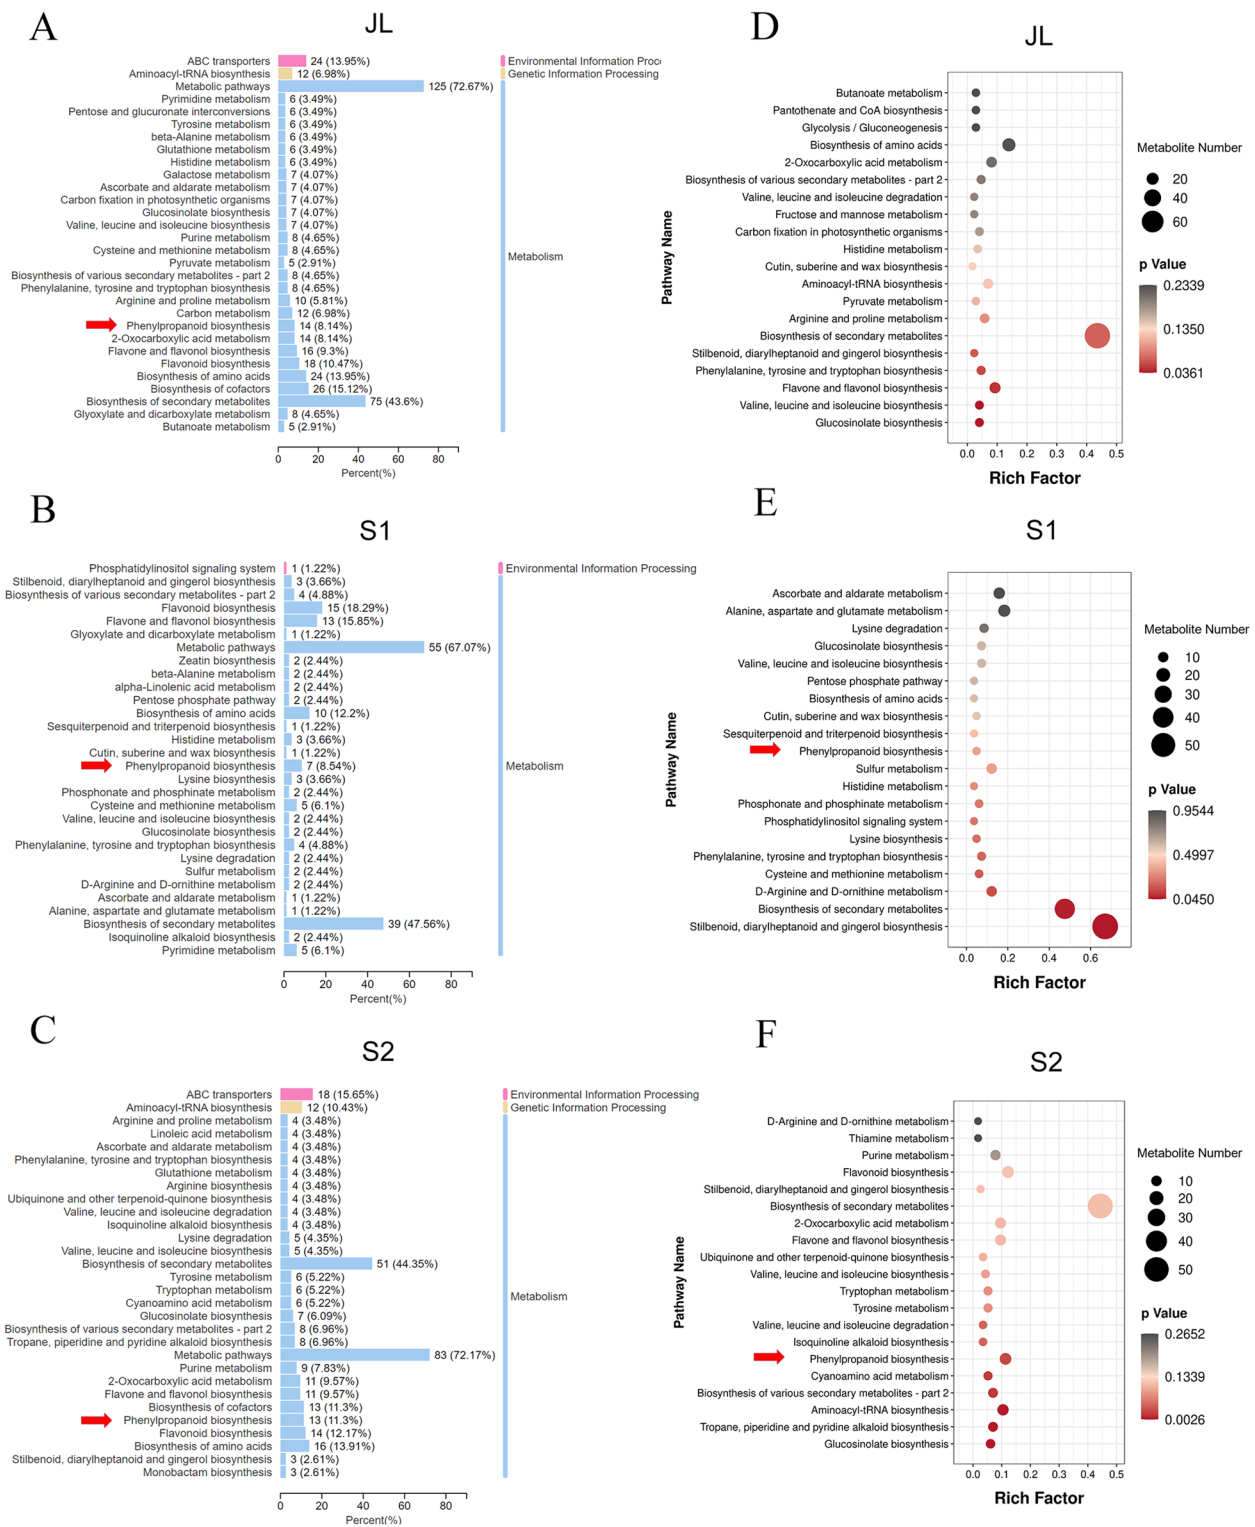 A
JL
ABC transporters 24 (13.95%)
Aminoacyl-tRNA biosynthesis 12 (6.98%)
Metabolic pathways 125 (72.67%)
Pyrimidine metabolism 6 (3.49%)
Pentose and glucuronate interconversions 6 (3.49%)
Tyrosine metabolism 6 (3.49%)
beta-Alanine metabolism 6 (3.49%)
Glutathione metabolism 6 (3.49%)
Histidine metabolism 6 (3.49%)
Galactose metabolism 7 (4.07%)
Ascorbate and aldarate metabolism 7 (4.07%)
Carbon fixation in photosynthetic organisms 7 (4.07%)
Glucosinolate biosynthesis 7 (4.07%)
Valine, leucine and isoleucine biosynthesis 7 (4.07%)
Purine metabolism 8 (4.65%)
Cysteine and methionine metabolism 8 (4.65%)
Pyruvate metabolism 5 (2.91%)
Biosynthesis of various secondary metabolites - part 2 8 (4.65%)
Phenylalanine, tyrosine and tryptophan biosynthesis 8 (4.65%)
Arginine and proline metabolism 10 (5.81%)
Carbon metabolism 12 (6.98%)
Phenylpropanoid biosynthesis 14 (8.14%)
2-Oxocarboxylic acid metabolism 14 (8.14%)
Flavone and flavonol biosynthesis 16 (9.3%)
Flavonoid biosynthesis 18 (10.47%)
Biosynthesis of amino acids 24 (13.95%)
Biosynthesis of cofactors 26 (15.12%)
Biosynthesis of secondary metabolites 75 (43.6%)
Glyoxylate and dicarboxylate metabolism 8 (4.65%)
Butanoate metabolism 5 (2.91%)
0 20 40 60 80
Percent(%)
Environmental Information Proc
Genetic Information Processing
Metabolism
D
JL
Pathway Name
Butanoate metabolism
Pantothenate and CoA biosynthesis
Glycolysis / Gluconeogenesis
Biosynthesis of amino acids
2-Oxocarboxylic acid metabolism
Biosynthesis of various secondary metabolites - part 2
Valine, leucine and isoleucine degradation
Fructose and mannose metabolism
Carbon fixation in photosynthetic organisms
Histidine metabolism
Cutin, suberine and wax biosynthesis
Aminoacyl-tRNA biosynthesis
Pyruvate metabolism
Arginine and proline metabolism
Biosynthesis of secondary metabolites
Stilbenoid, diarylheptanoid and gingerol biosynthesis
Phenylalanine, tyrosine and tryptophan biosynthesis
Flavone and flavonol biosynthesis
Valine, leucine and isoleucine biosynthesis
Glucosinolate biosynthesis
0.0 0.1 0.2 0.3 0.4 0.5
Rich Factor
Metabolite Number
20
40
60
p Value
0.2339
0.1350
0.0361
B
S1
Phosphatidylinositol signaling system 1 (1.22%)
Stilbenoid, diarylheptanoid and gingerol biosynthesis 3 (3.66%)
Biosynthesis of various secondary metabolites - part 2 4 (4.88%)
Flavonoid biosynthesis 15 (18.29%)
Flavone and flavonol biosynthesis 13 (15.85%)
Glyoxylate and dicarboxylate metabolism 1 (1.22%)
Metabolic pathways 55 (67.07%)
Zeatin biosynthesis 2 (2.44%)
beta-Alanine metabolism 2 (2.44%)
alpha-Linolenic acid metabolism 2 (2.44%)
Pentose phosphate pathway 2 (2.44%)
Biosynthesis of amino acids 10 (12.2%)
Sesquiterpenoid and triterpenoid biosynthesis 1 (1.22%)
Histidine metabolism 3 (3.66%)
Cutin, suberine and wax biosynthesis 1 (1.22%)
Phenylpropanoid biosynthesis 7 (8.54%)
Lysine biosynthesis 3 (3.66%)
Phosphonate and phosphinate metabolism 2 (2.44%)
Cysteine and methionine metabolism 5 (6.1%)
Valine, leucine and isoleucine biosynthesis 2 (2.44%)
Glucosinolate biosynthesis 2 (2.44%)
Phenylalanine, tyrosine and tryptophan biosynthesis 4 (4.88%)
Lysine degradation 2 (2.44%)
Sulfur metabolism 2 (2.44%)
D-Arginine and D-ornithine metabolism 2 (2.44%)
Ascorbate and aldarate metabolism 1 (1.22%)
Alanine, aspartate and glutamate metabolism 1 (1.22%)
Biosynthesis of secondary metabolites 39 (47.56%)
Isoquinoline alkaloid biosynthesis 2 (2.44%)
Pyrimidine metabolism 5 (6.1%)
0 20 40 60 80
Percent(%)
Environmental Information Processing
Metabolism
E
S1
Pathway Name
Ascorbate and aldarate metabolism
Alanine, aspartate and glutamate metabolism
Lysine degradation
Glucosinolate biosynthesis
Valine, leucine and isoleucine biosynthesis
Pentose phosphate pathway
Biosynthesis of amino acids
Cutin, suberine and wax biosynthesis
Sesquiterpenoid and triterpenoid biosynthesis
Phenylpropanoid biosynthesis
Sulfur metabolism
Histidine metabolism
Phosphonate and phosphinate metabolism
Phosphatidylinositol signaling system
Lysine biosynthesis
Phenylalanine, tyrosine and tryptophan biosynthesis
Cysteine and methionine metabolism
D-Arginine and D-ornithine metabolism
Biosynthesis of secondary metabolites
Stilbenoid, diarylheptanoid and gingerol biosynthesis
0.0 0.2 0.4 0.6
Rich Factor
Metabolite Number
10
20
30
40
50
p Value
0.9544
0.4997
0.0450
C
S2
ABC transporters 18 (15.65%)
Aminoacyl-tRNA biosynthesis 12 (10.43%)
Arginine and proline metabolism 4 (3.48%)
Linoleic acid metabolism 4 (3.48%)
Ascorbate and aldarate metabolism 4 (3.48%)
Phenylalanine, tyrosine and tryptophan biosynthesis 4 (3.48%)
Glutathione metabolism 4 (3.48%)
Arginine biosynthesis 4 (3.48%)
Ubiquinone and other terpenoid-quinone biosynthesis 4 (3.48%)
Valine, leucine and isoleucine degradation 4 (3.48%)
Isoquinoline alkaloid biosynthesis 4 (3.48%)
Lysine degradation 5 (4.35%)
Valine, leucine and isoleucine biosynthesis 5 (4.35%)
Biosynthesis of secondary metabolites 51 (44.35%)
Tyrosine metabolism 6 (5.22%)
Tryptophan metabolism 6 (5.22%)
Cyanoamino acid metabolism 6 (5.22%)
Glucosinolate biosynthesis 7 (6.09%)
Biosynthesis of various secondary metabolites - part 2 8 (6.96%)
Tropane, piperidine and pyridine alkaloid biosynthesis 8 (6.96%)
Metabolic pathways 83 (72.17%)
Purine metabolism 9 (7.83%)
2-Oxocarboxylic acid metabolism 11 (9.57%)
Flavone and flavonol biosynthesis 11 (9.57%)
Biosynthesis of cofactors 13 (11.3%)
Phenylpropanoid biosynthesis 13 (11.3%)
Flavonoid biosynthesis 14 (12.17%)
Biosynthesis of amino acids 16 (13.91%)
Stilbenoid, diarylheptanoid and gingerol biosynthesis 3 (2.61%)
Monobactam biosynthesis 3 (2.61%)
0 20 40 60 80
Percent(%)
Environmental Information Processing
Genetic Information Processing
Metabolism
F
S2
Pathway Name
D-Arginine and D-ornithine metabolism
Thiamine metabolism
Purine metabolism
Flavonoid biosynthesis
Stilbenoid, diarylheptanoid and gingerol biosynthesis
Biosynthesis of secondary metabolites
2-Oxocarboxylic acid metabolism
Flavone and flavonol biosynthesis
Ubiquinone and other terpenoid-quinone biosynthesis
Valine, leucine and isoleucine biosynthesis
Tryptophan metabolism
Tyrosine metabolism
Valine, leucine and isoleucine degradation
Isoquinoline alkaloid biosynthesis
Phenylpropanoid biosynthesis
Cyanoamino acid metabolism
Biosynthesis of various secondary metabolites - part 2
Aminoacyl-tRNA biosynthesis
Tropane, piperidine and pyridine alkaloid biosynthesis
Glucosinolate biosynthesis
0.0 0.1 0.2 0.3 0.4 0.5
Rich Factor
Metabolite Number
10
20
30
40
50
p Value
0.2652
0.1339
0.0026